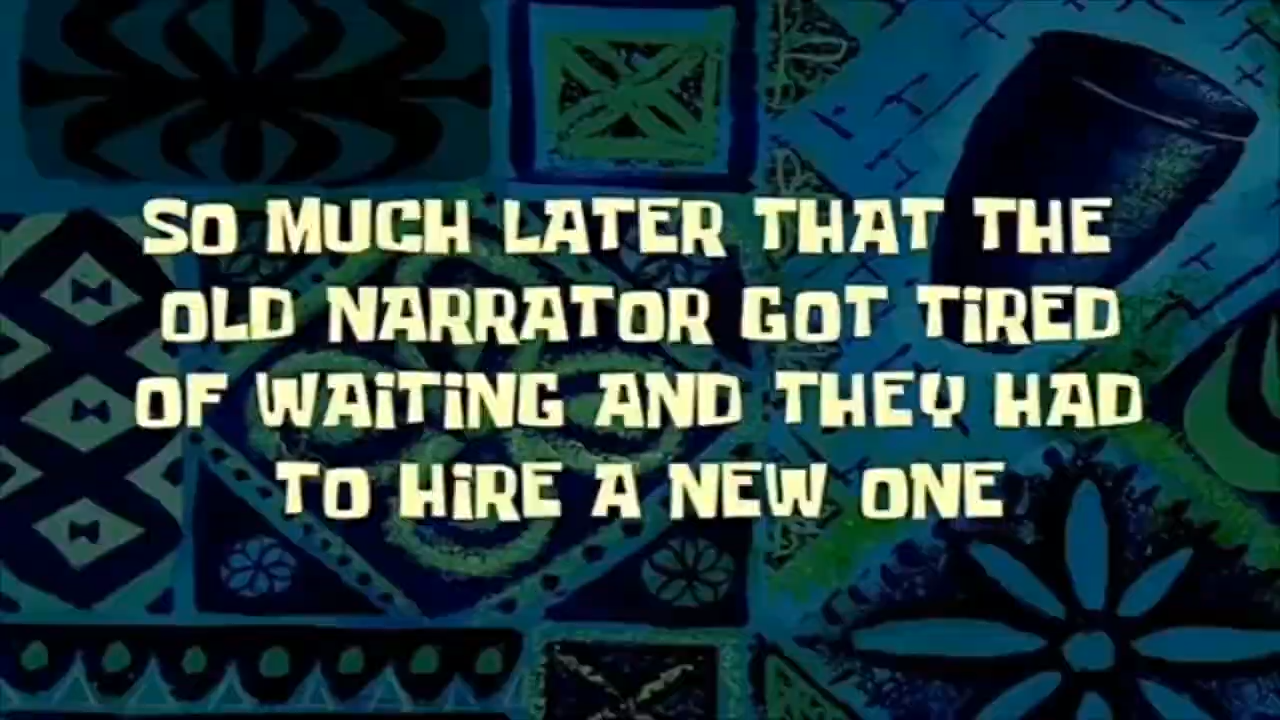 SO MUCH LATER THAT THE
OLD NARRATOR GOT TiRED
OF WAiTiNG AND THEY HAD
TO HiRE A NEW ONE